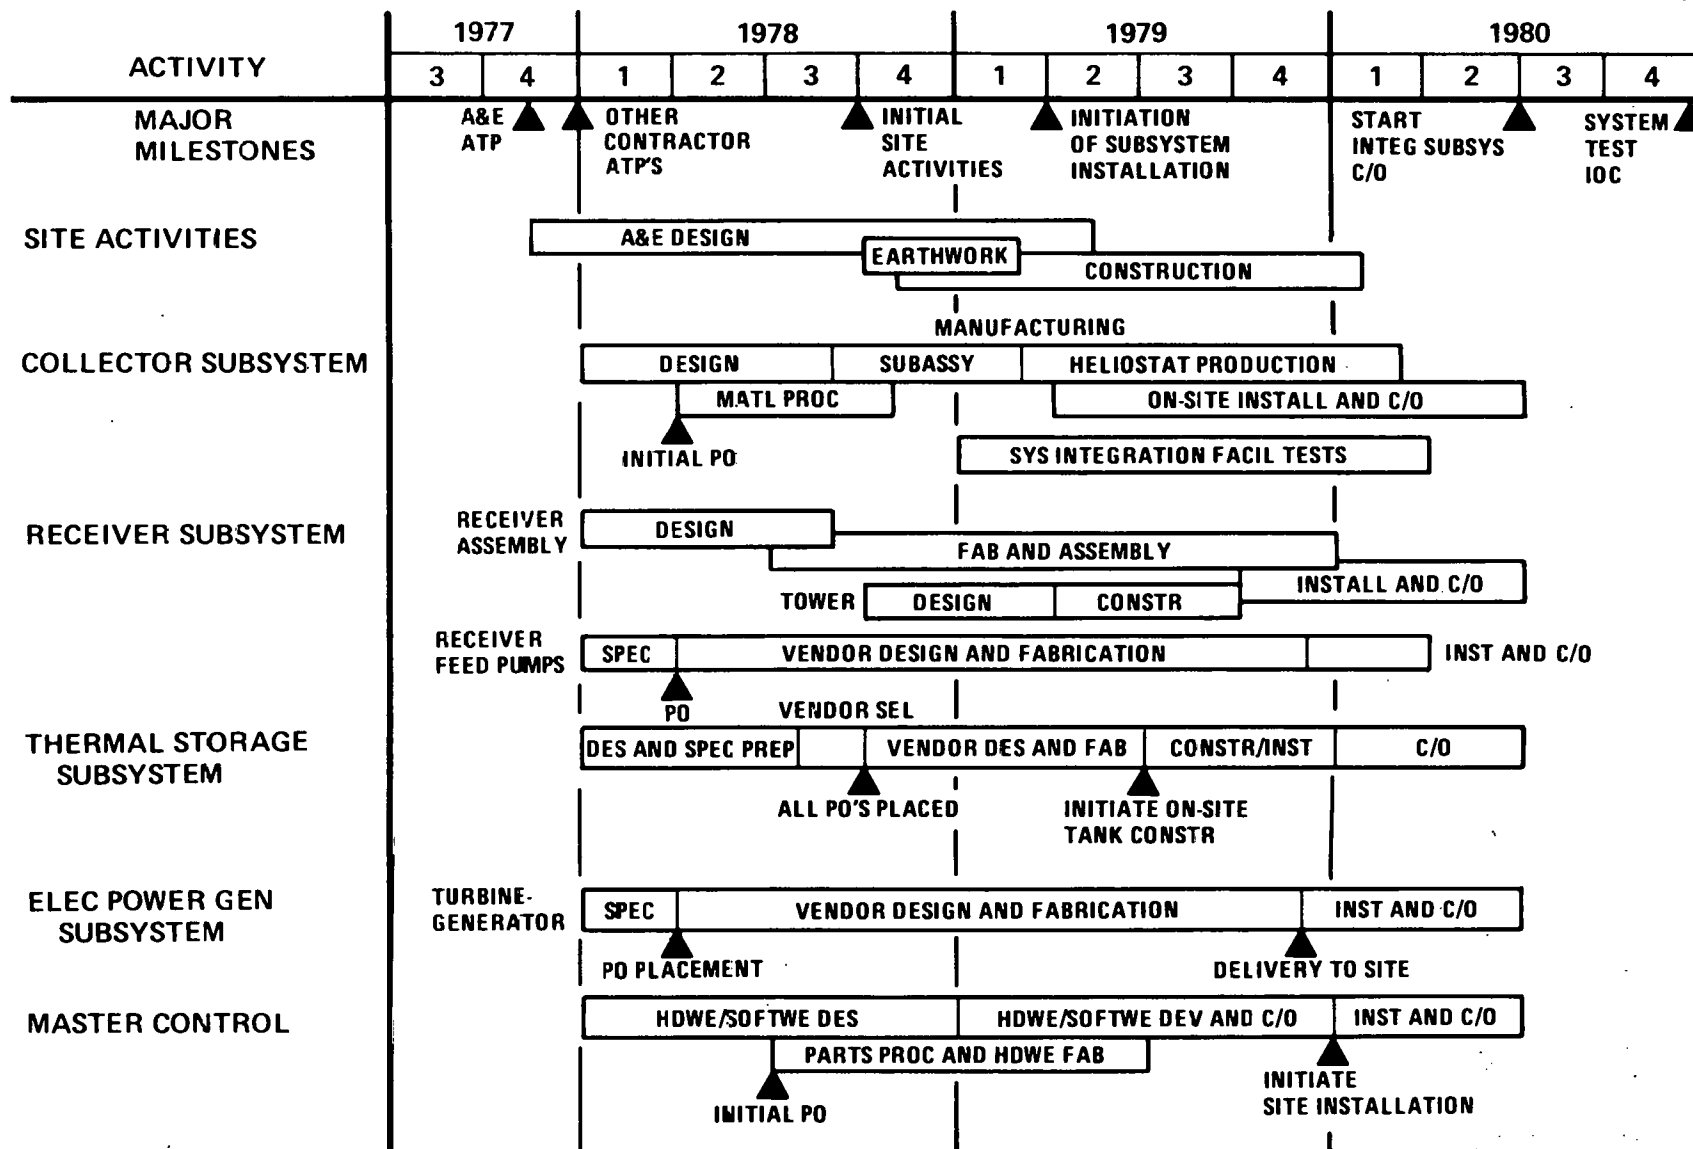 1977 1978 1979 1980
ACTIVITY
3 4 1 2 3 4 1 2 3 4 1 2 3 4
MAJOR
MILESTONES
A&E
ATP
OTHER
CONTRACTOR
ATP'S
INITIAL
SITE
ACTIVITIES
INITIATION
OF SUBSYSTEM
INSTALLATION
START
INTEG SUBSYS
C/O
SYSTEM
TEST
IOC
SITE ACTIVITIES
A&E DESIGN
EARTHWORK
CONSTRUCTION
MANUFACTURING
COLLECTOR SUBSYSTEM
DESIGN
SUBASSY
HELIOSTAT PRODUCTION
MATL PROC
ON-SITE INSTALL AND C/O
INITIAL PO
SYS INTEGRATION FACIL TESTS
RECEIVER SUBSYSTEM
RECEIVER
ASSEMBLY
DESIGN
FAB AND ASSEMBLY
INSTALL AND C/O
TOWER
DESIGN
CONSTR
RECEIVER
FEED PUMPS
SPEC
VENDOR DESIGN AND FABRICATION
INST AND C/O
PO
VENDOR SEL
THERMAL STORAGE
SUBSYSTEM
DES AND SPEC PREP
VENDOR DES AND FAB
CONSTR/INST
C/O
ALL PO'S PLACED
INITIATE ON-SITE
TANK CONSTR
ELEC POWER GEN
SUBSYSTEM
TURBINE-
GENERATOR
SPEC
VENDOR DESIGN AND FABRICATION
INST AND C/O
PO PLACEMENT
DELIVERY TO SITE
MASTER CONTROL
HDWE/SOFTWE DES
HDWE/SOFTWE DEV AND C/O
INST AND C/O
PARTS PROC AND HDWE FAB
INITIAL PO
INITIATE
SITE INSTALLATION